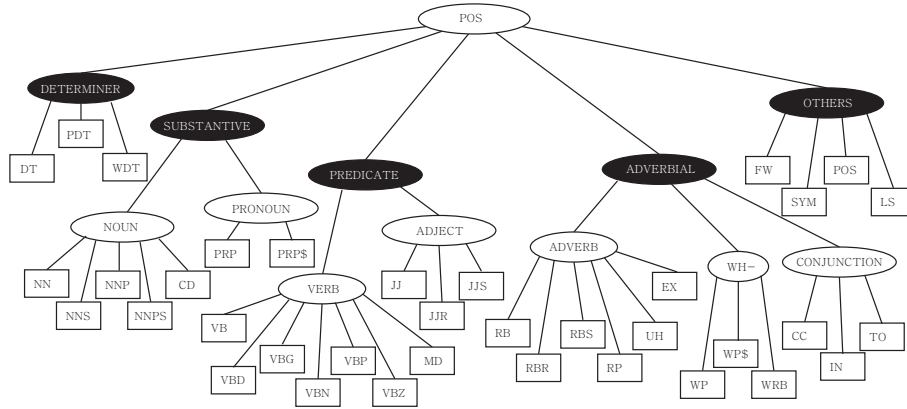 POS
DETERMINER
OTHERS
SUBSTANTIVE
PDT
DT
WDT
PREDICATE
ADVERBIAL
FW
POS
SYM
LS
NOUN
PRONOUN
ADJECT
ADVERB
WH-
CONJUNCTION
PRP
PRP$
NN
NNP
CD
NNS
NNPS
VERB
JJ
JJS
JJR
EX
RB
RBS
UH
RBR
RP
WP$
WP
WRB
CC
TO
IN
VB
VBG
VBP
MD
VBD
VBN
VBZ